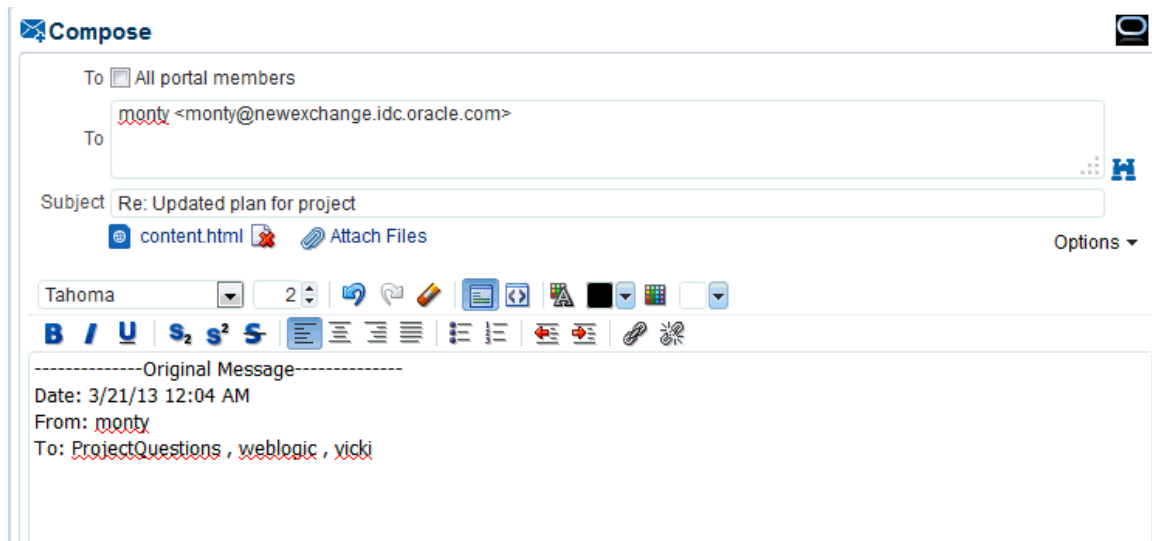 Compose
To All portal members
To monty <monty@newexchange.idc.oracle.com>
Subject Re: Updated plan for project
content.html Attach Files
Options
Tahoma 2
B I U S2 S2 S
--------------Original Message--------------
Date: 3/21/13 12:04 AM
From: monty
To: ProjectQuestions , weblogic , vicki